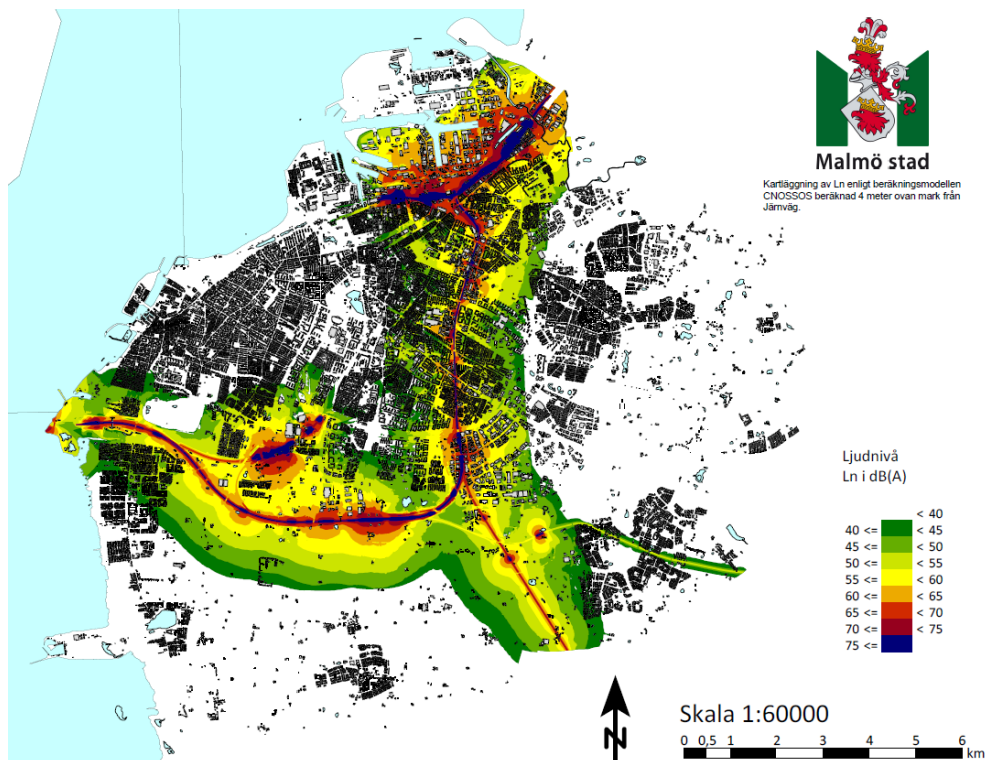 Malmö stad
Kartläggning av Ln enligt beräkningsmodellen
CNOSSOS beräknad 4 meter ovan mark från
Järnväg.
Ljudnivå
Ln i dB(A)
< 40
40 <= < 45
45 <= < 50
50 <= < 55
55 <= < 60
60 <= < 65
65 <= < 70
70 <= < 75
75 <=
N
Skala 1:60000
0 0,5 1 2 3 4 5 6
km